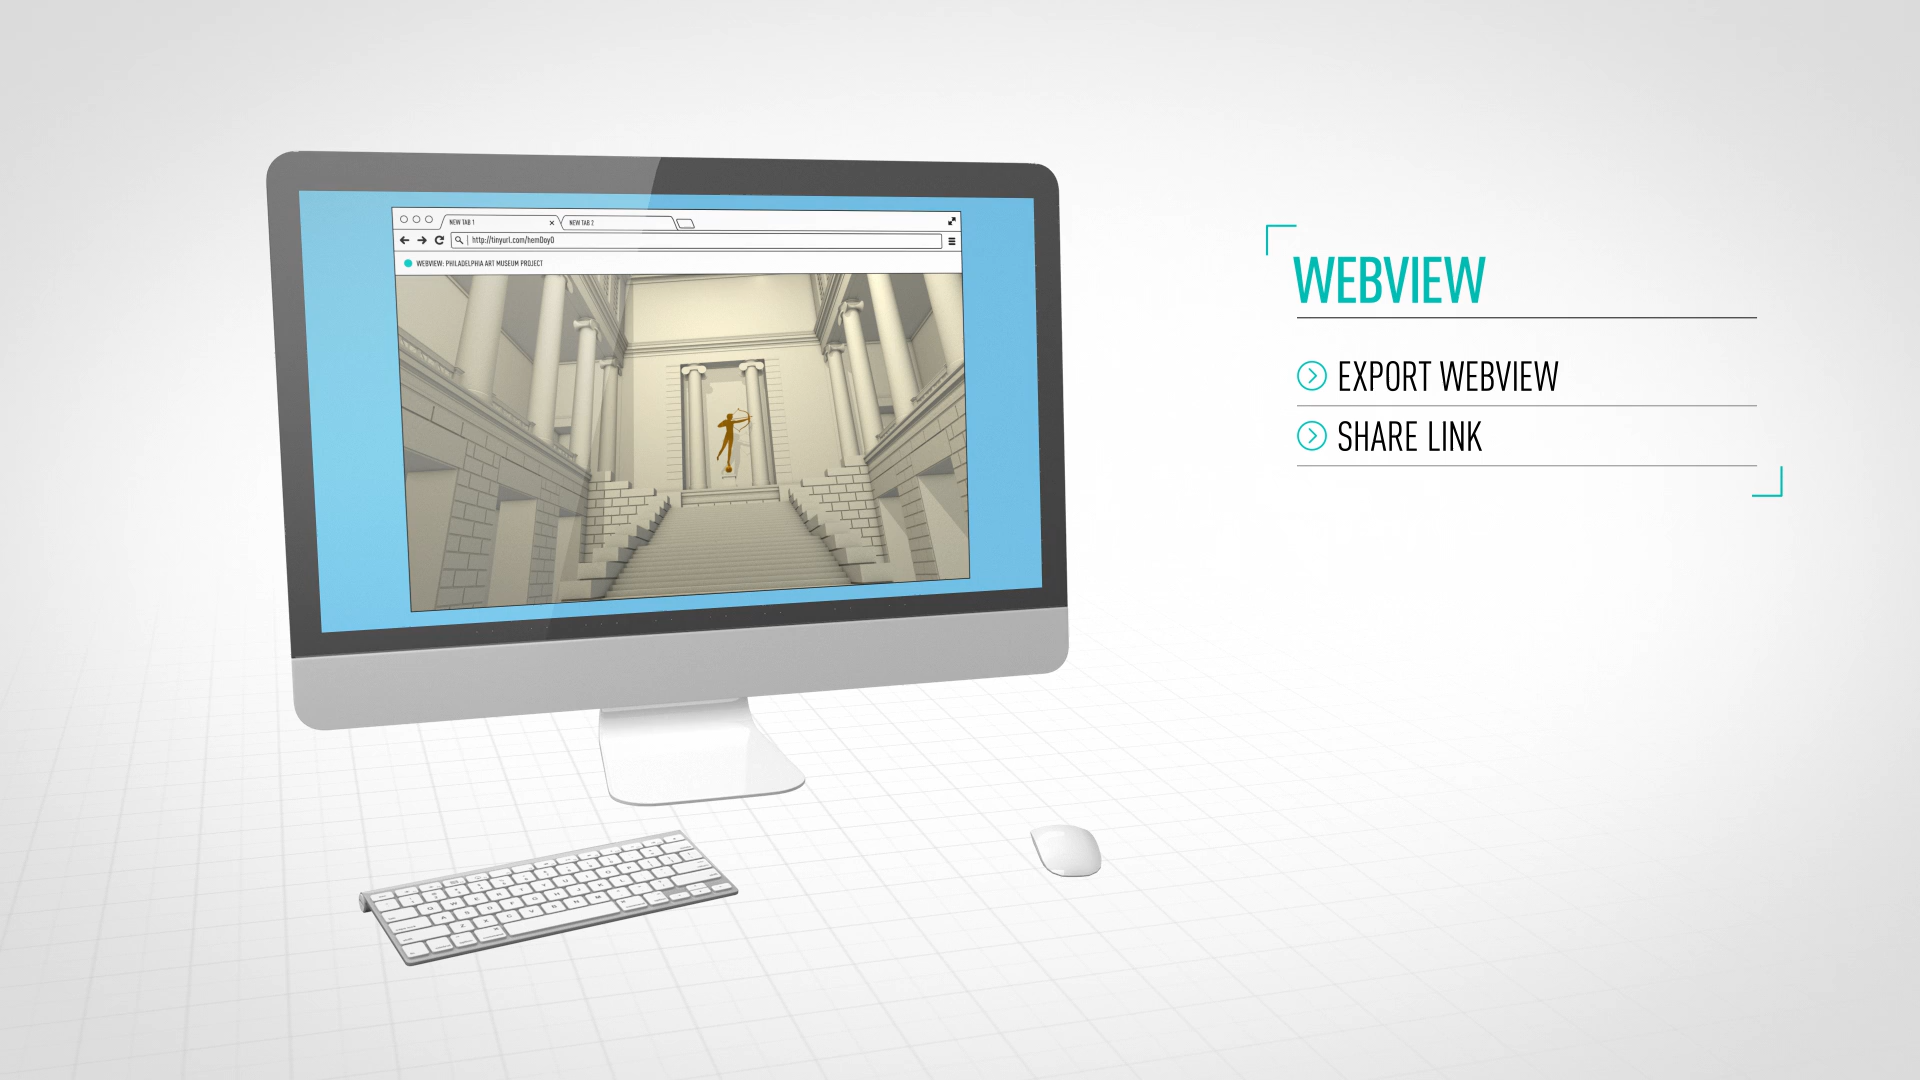 NEW TAB 1
NEW TAB 2
http://tinyurl.com/hem0oy0
WEBVIEW: PHILADELPHIA ART MUSEUM PROJECT
WEBVIEW
EXPORT WEBVIEW
SHARE LINK